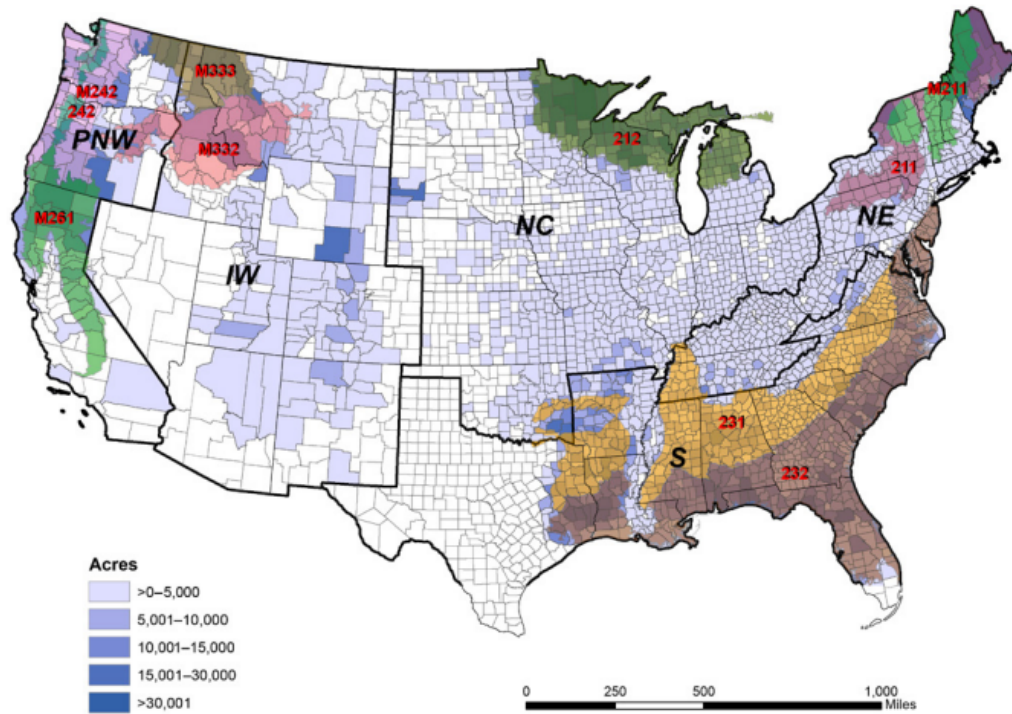 M333
M211
M242
242
PNW
212
M332
211
M261
NC
NE
IW
231
S
232
Acres
>0–5,000
5,001–10,000
10,001–15,000
15,001–30,000
>30,001
0 250 500 1,000
Miles